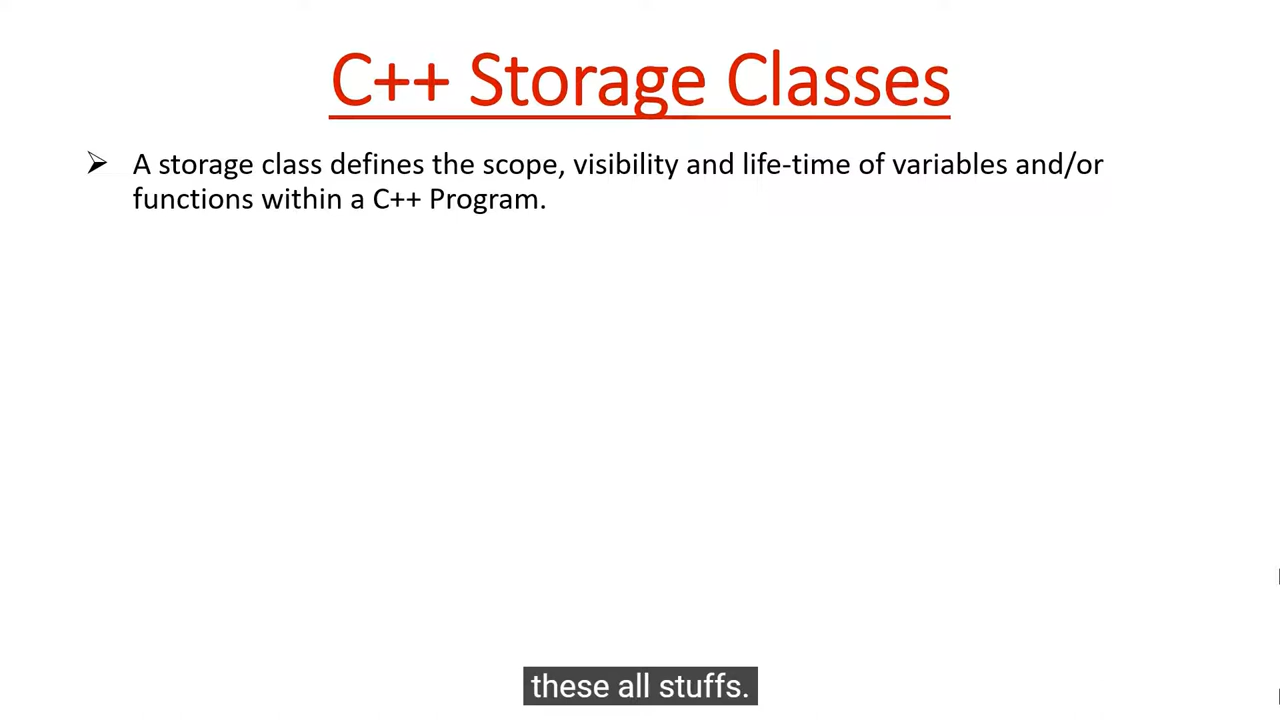 C++ Storage Classes
➢ A storage class defines the scope, visibility and life-time of variables and/or
functions within a C++ Program.
these all stuffs.